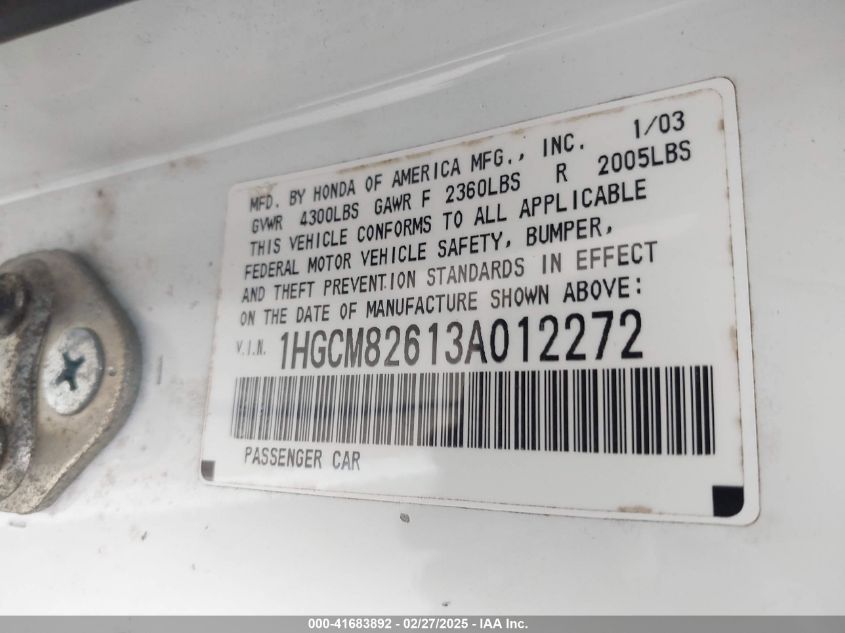 MFD. BY HONDA OF AMERICA MFG., INC. 1/03
GVWR 4300LBS GAWR F 2360LBS R 2005LBS
THIS VEHICLE CONFORMS TO ALL APPLICABLE
FEDERAL MOTOR VEHICLE SAFETY, BUMPER,
AND THEFT PREVENTION STANDARDS IN EFFECT
ON THE DATE OF MANUFACTURE SHOWN ABOVE:
V.I.N. 1HGCM82613A012272
PASSENGER CAR
000-41683892 / 02/27/2025 / IAA Inc.